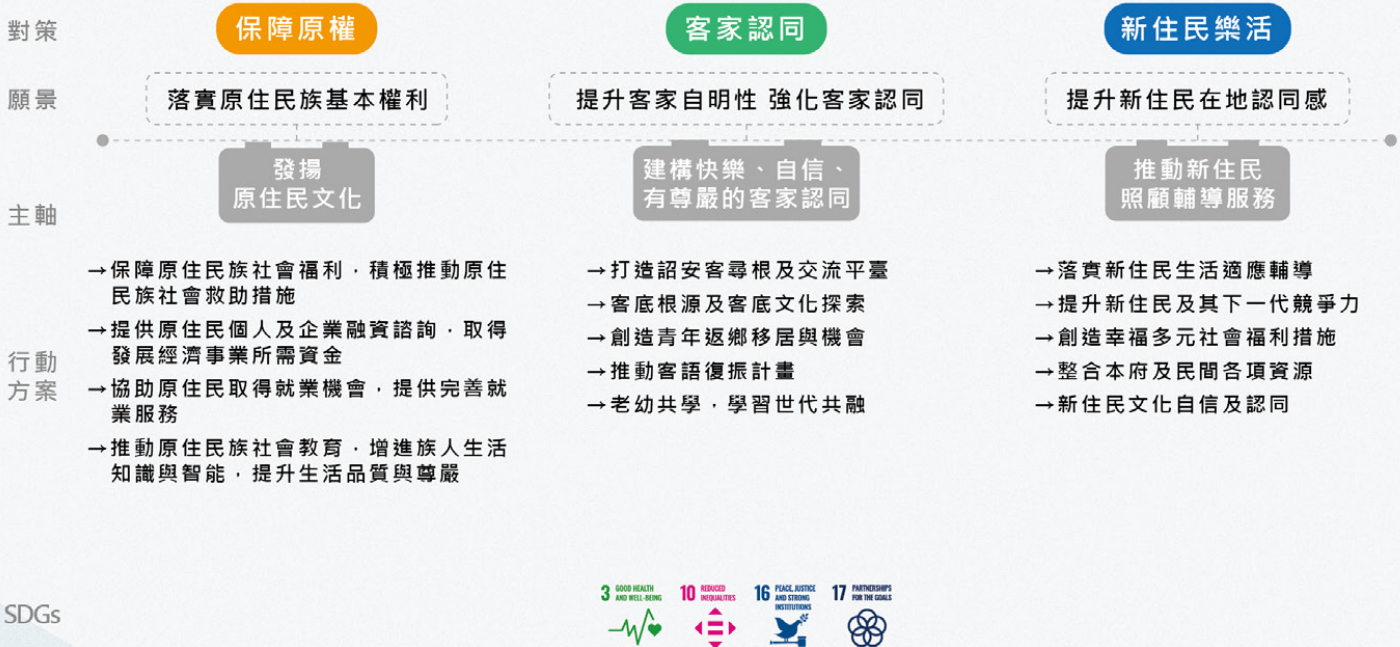 對策
保障原權
客家認同
新住民樂活
願景
落實原住民族基本權利
提升客家自明性 強化客家認同
提升新住民在地認同感
主軸
發揚
原住民文化
建構快樂、自信、
有尊嚴的客家認同
推動新住民
照顧輔導服務
行動
方案
→保障原住民族社會福利，積極推動原住
民族社會救助措施
→提供原住民個人及企業融資諮詢，取得
發展經濟事業所需資金
→協助原住民取得就業機會，提供完善就
業服務
→推動原住民族社會教育，增進族人生活
知識與智能，提升生活品質與尊嚴
→打造詔安客尋根及交流平臺
→客底根源及客底文化探索
→創造青年返鄉移居與機會
→推動客語復振計畫
→老幼共學，學習世代共融
→落實新住民生活適應輔導
→提升新住民及其下一代競爭力
→創造幸福多元社會福利措施
→整合本府及民間各項資源
→新住民文化自信及認同
SDGs
3 GOOD HEALTH
AND WELL-BEING
10 REDUCED
INEQUALITIES
16 PEACE, JUSTICE
AND STRONG
INSTITUTIONS
17 PARTNERSHIPS
FOR THE GOALS